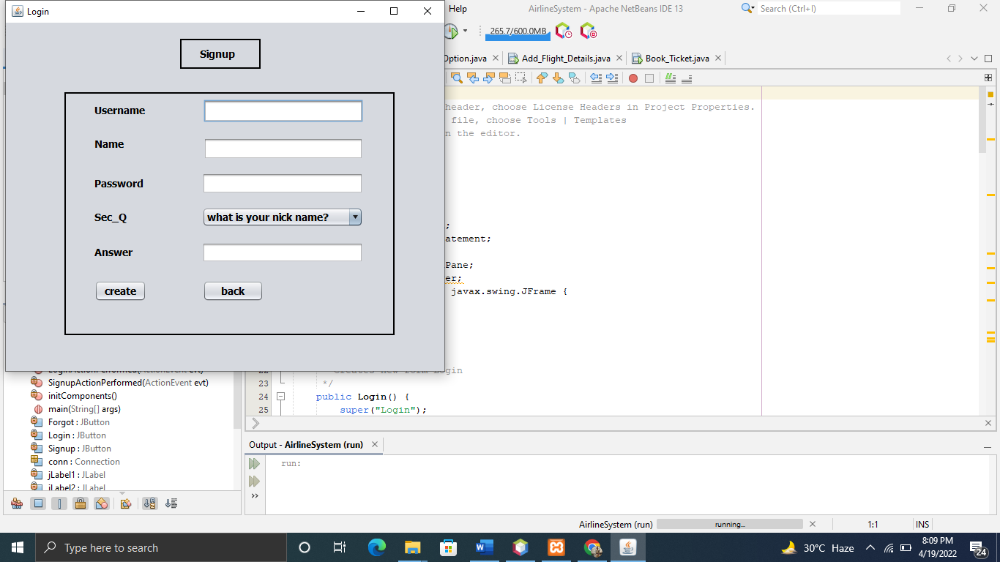 Login
Help
AirlineSystem - Apache NetBeans IDE 13
Search (Ctrl+I)
265.7/600.0MB
Option.java
Add_Flight_Details.java
Book_Ticket.java
Signup
Username
Name
Password
Sec_Q
what is your nick name?
Answer
create
back
header, choose License Headers in Project Properties.
file, choose Tools | Templates
n the editor.
;
atement;
Pane;
er;
javax.swing.JFrame {
Creates new form Login
23 */
24 public Login() {
25 super("Login");
LoginActionPerformed(ActionEvent evt)
SignupActionPerformed(ActionEvent evt)
initComponents()
main(String[] args)
Forgot : JButton
Login : JButton
Signup : JButton
conn : Connection
jLabel1 : JLabel
jLabel2 : JLabel
Output - AirlineSystem (run)
run:
AirlineSystem (run)
running...
1:1
INS
Type here to search
30°C Haze
8:09 PM
4/19/2022
24